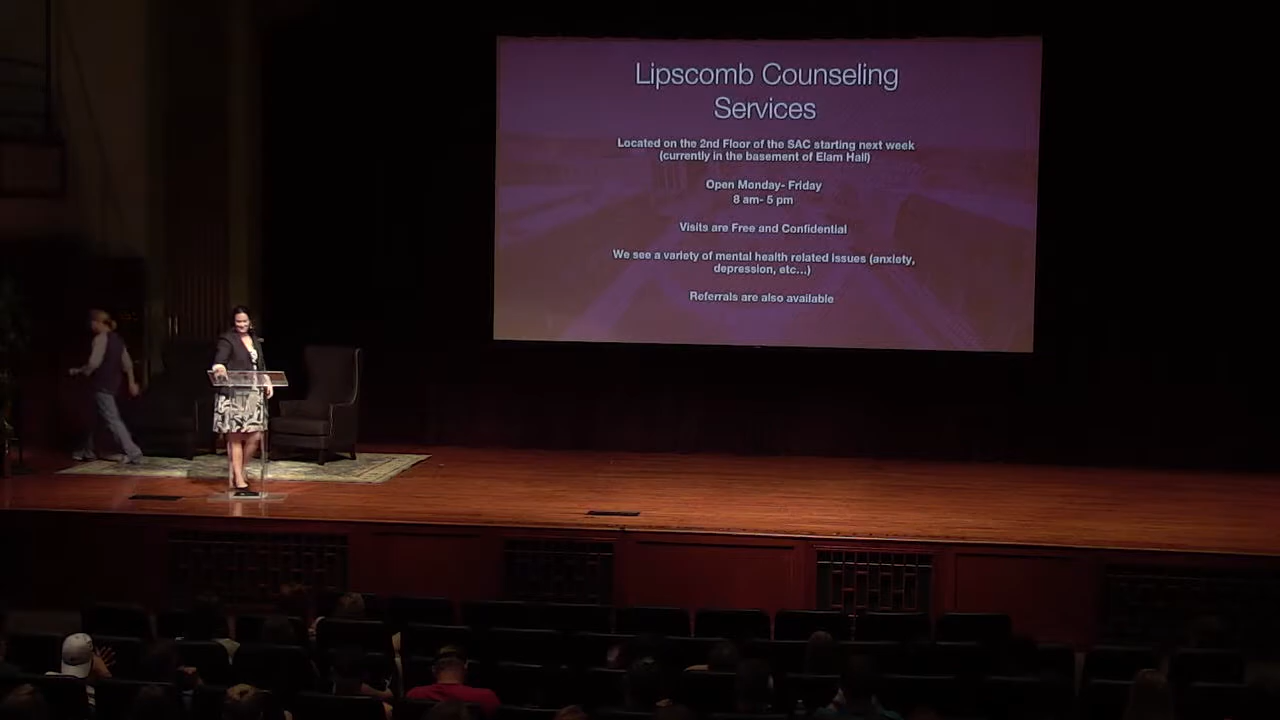 Lipscomb Counseling
Services
Located on the 2nd Floor of the SAC starting next week
(currently in the basement of Elam Hall)
Open Monday- Friday
8 am- 5 pm
Visits are Free and Confidential
We see a variety of mental health related issues (anxiety,
depression, etc...)
Referrals are also available